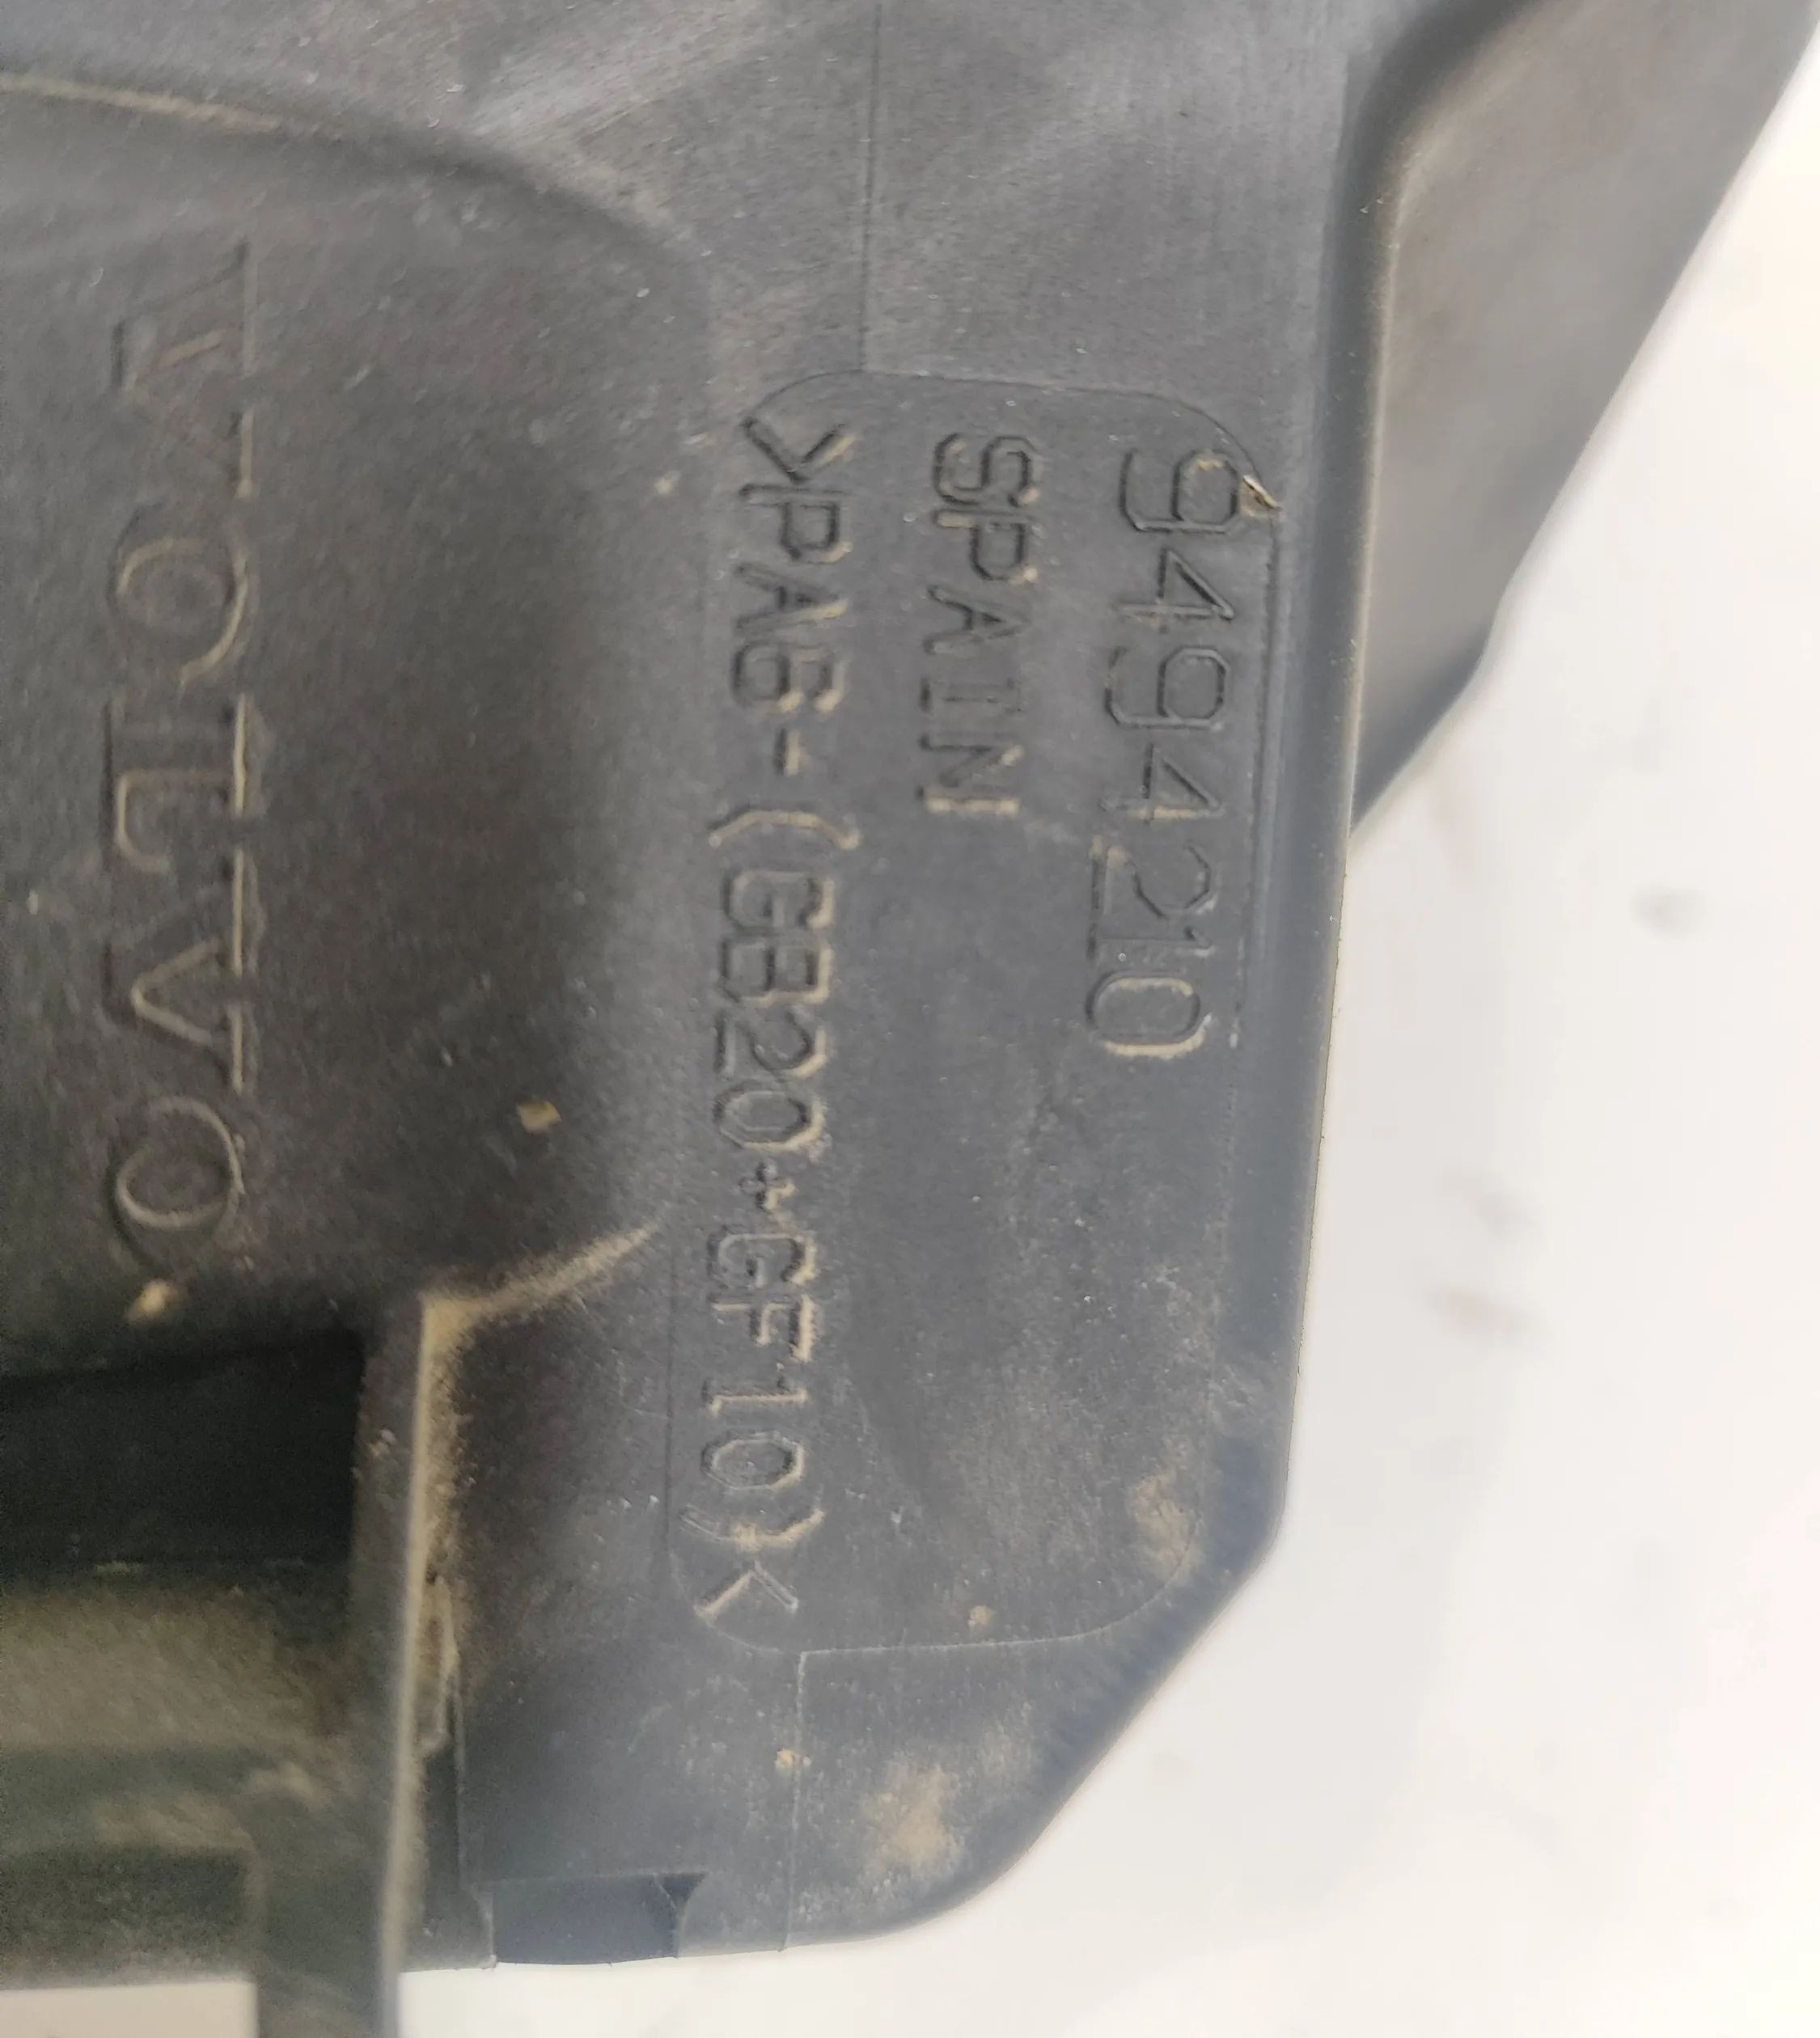 9494210
SPAIN
>PA6-(GB20+GF10)<
VOLVO